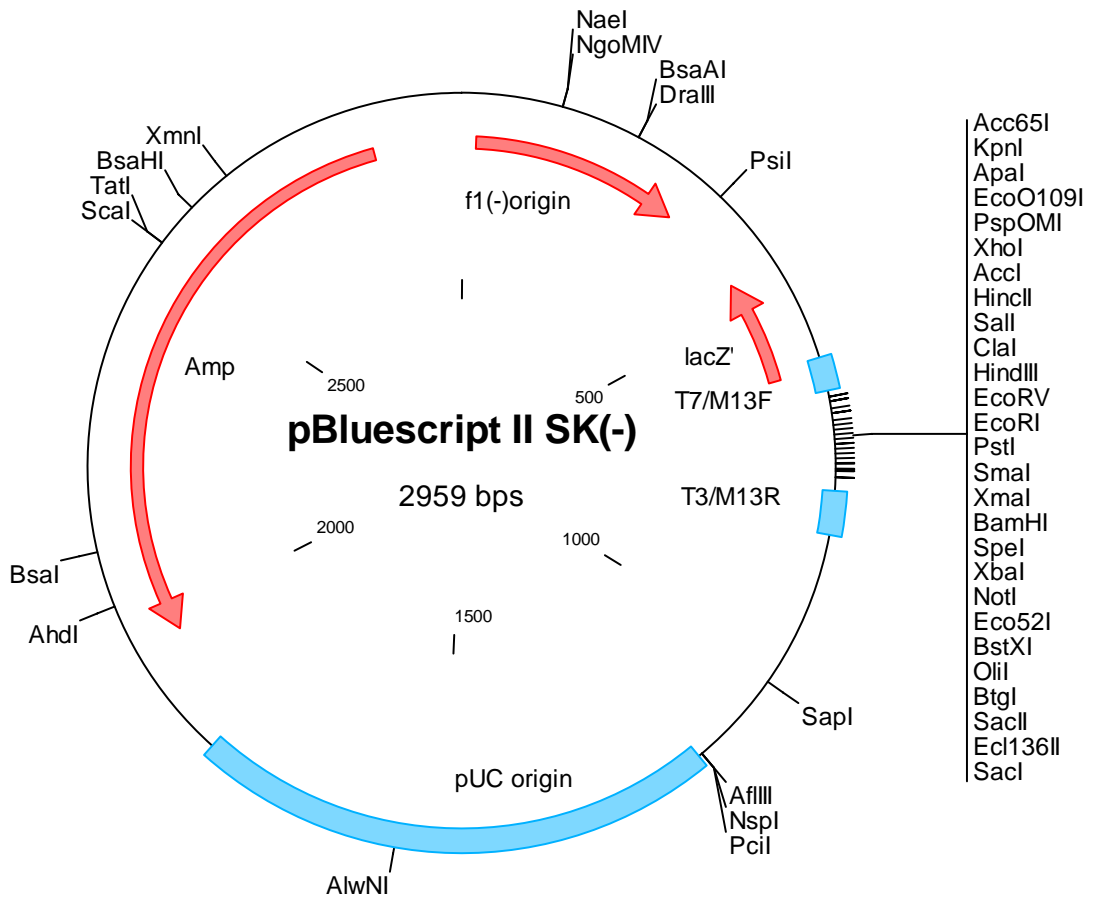 NaeI
NgoMIV
BsaAI
DraIII
PsiI
XmnI
BsaHI
TatI
ScaI
f1(-)origin
Amp
lacZ'
T7/M13F
2500
500
pBluescript II SK(-)
2959 bps
T3/M13R
2000
1000
1500
BsaI
AhdI
pUC origin
AlwNI
SapI
AflIII
NspI
PciI
Acc65I
KpnI
ApaI
EcoO109I
PspOMI
XhoI
AccI
HincII
SalI
ClaI
HindIII
EcoRV
EcoRI
PstI
SmaI
XmaI
BamHI
SpeI
XbaI
NotI
Eco52I
BstXI
OliI
BtgI
SacII
Ecl136II
SacI